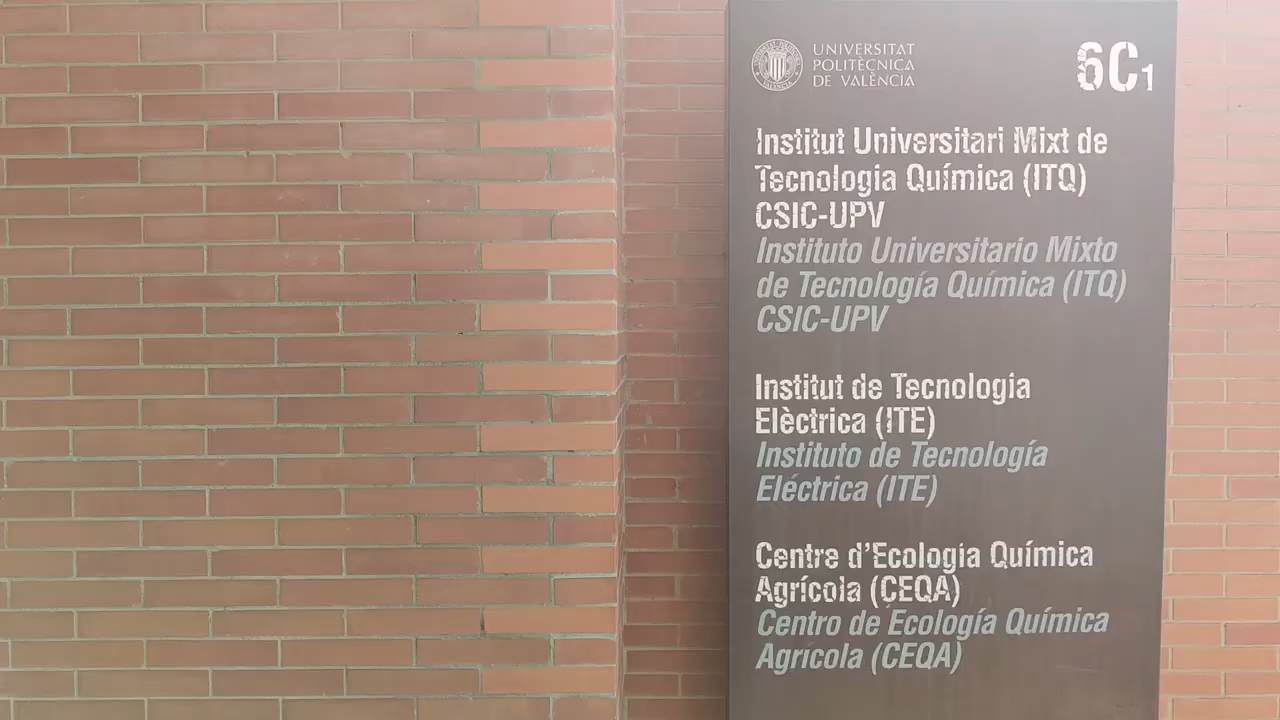 UNIVERSITAT
POLITÈCNICA
DE VALÈNCIA
6C1
Institut Universitari Mixt de
Tecnologia Química (ITQ)
CSIC-UPV
Instituto Universitario Mixto
de Tecnología Química (ITQ)
CSIC-UPV
Institut de Tecnologia
Elèctrica (ITE)
Instituto de Tecnología
Eléctrica (ITE)
Centre d'Ecologia Química
Agrícola (CEQA)
Centro de Ecología Química
Agrícola (CEQA)